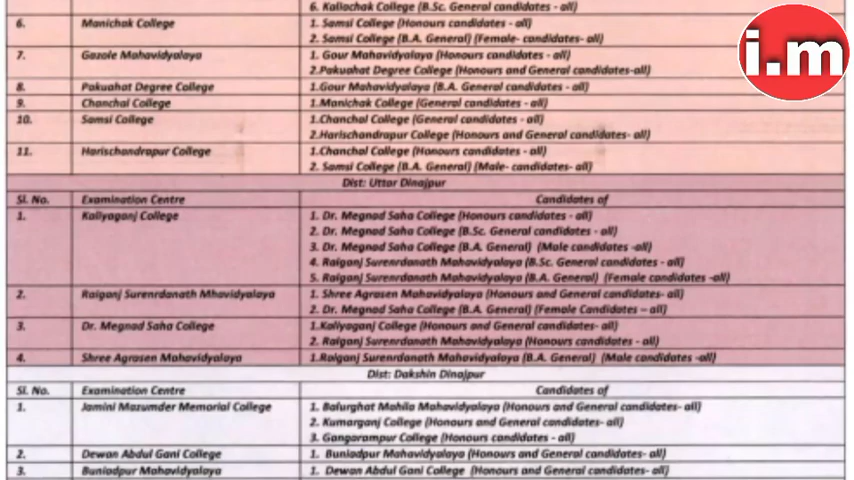 6. Kaliachak College (B.Sc. General candidates - all)
6. Manichak College 1. Samsi College (Honours candidates - all)
2. Samsi College (B.A. General) (Female- candidates- all)
7. Gazole Mahavidyalaya 1. Gour Mahavidyalaya (Honours candidates - all)
2.Pakuahat Degree College (Honours and General candidates-all)
8. Pakuahat Degree College 1.Gour Mahavidyalaya (B.A. General candidates - all)
9. Chanchal College 1.Manichak College (General candidates - all)
10. Samsi College 1.Chanchal College (General candidates - all)
2.Harischandrapur College (Honours and General candidates- all)
11. Harischandrapur College 1.Chanchal College (Honours candidates - all)
2. Samsi College (B.A. General) (Male- candidates- all)
Dist: Uttar Dinajpur
Sl. No. Examination Centre Candidates of
1. Kaliyaganj College 1. Dr. Megnad Saha College (Honours candidates - all)
2. Dr. Megnad Saha College (B.Sc. General candidates - all)
3. Dr. Megnad Saha College (B.A. General) (Male candidates -all)
4. Raiganj Surenrdanath Mahavidyalaya (B.Sc. General candidates - all)
5. Raiganj Surenrdanath Mahavidyalaya (B.A. General) (Female candidates -all)
2. Raiganj Surenrdanath Mhavidyalaya 1. Shree Agrasen Mahavidyalaya (Honours and General candidates- all)
2. Dr. Megnad Saha College (B.A. General) (Female Candidates – all)
3. Dr. Megnad Saha College 1.Kaliyaganj College (Honours and General candidates- all)
2. Raiganj Surenrdanath Mahavidyalaya (Honours candidates - all)
4. Shree Agrasen Mahavidyalaya 1.Raiganj Surenrdanath Mahavidyalaya (B.A. General) (Male candidates -all)
Dist: Dakshin Dinajpur
Sl. No. Examination Centre Candidates of
1. Jamini Mazumder Memorial College 1. Balurghat Mahila Mahavidyalaya (Honours and General candidates- all)
2. Kumarganj College (Honours and General candidates- all)
3. Gangarampur College (Honours candidates - all)
2. Dewan Abdul Gani College 1. Buniadpur Mahavidyalaya (Honours and General candidates- all)
3. Buniadpur Mahavidyalaya 1. Dewan Abdul Gani College (Honours and General candidates- all)
i.m